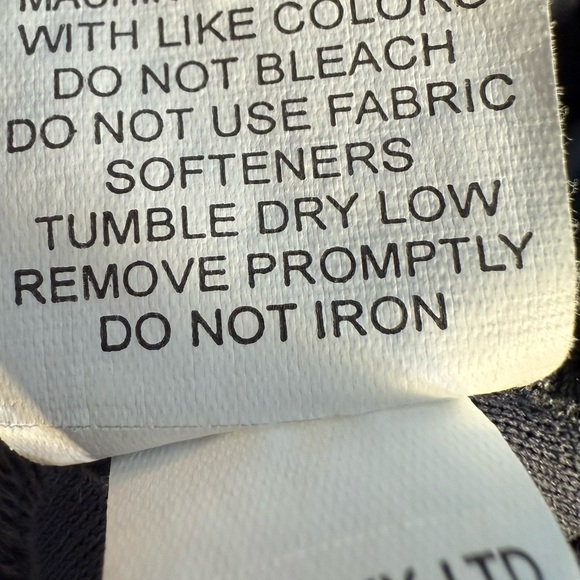 WITH LIKE COLORS
DO NOT BLEACH
DO NOT USE FABRIC
SOFTENERS
TUMBLE DRY LOW
REMOVE PROMPTLY
DO NOT IRON
LTD